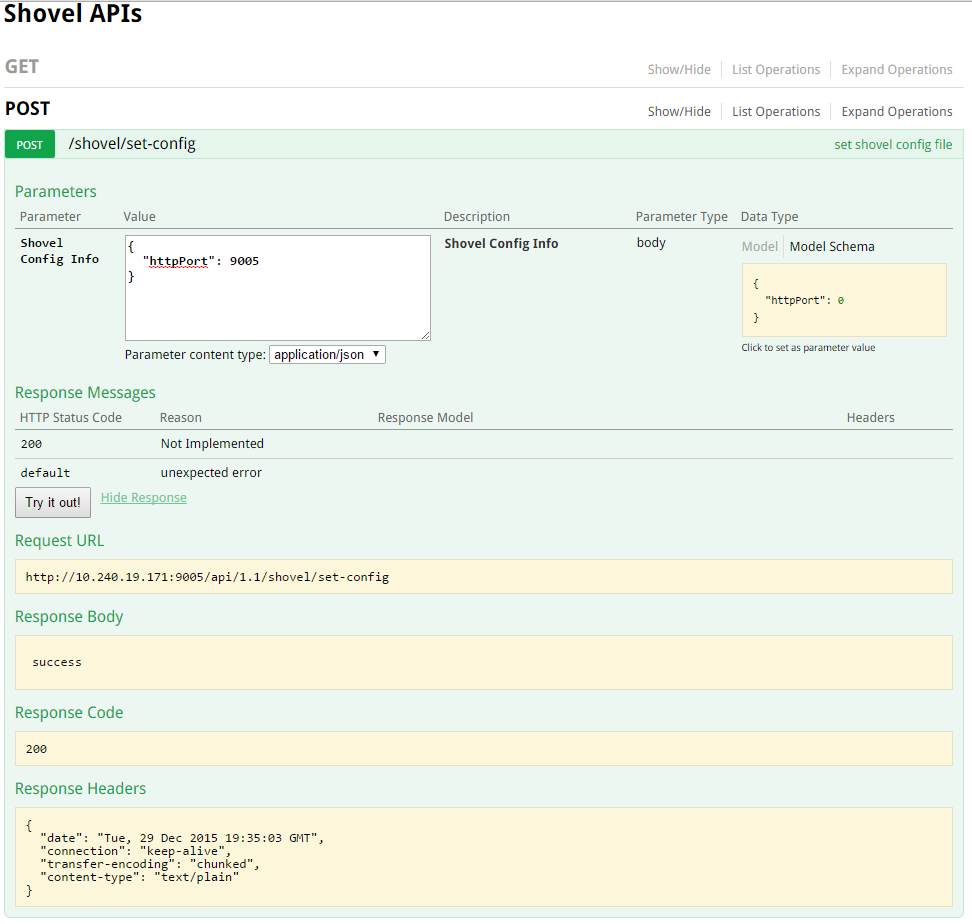 Shovel APIs
GET Show/Hide List Operations Expand Operations
POST Show/Hide List Operations Expand Operations
POST /shovel/set-config set shovel config file
Parameters
Parameter Value Description Parameter Type Data Type
Shovel Config Info
{
"httpPort": 9005
}
Parameter content type: application/json
Shovel Config Info
body
Model Model Schema
{
"httpPort": 0
}
Click to set as parameter value
Response Messages
HTTP Status Code Reason Response Model Headers
200 Not Implemented
default unexpected error
Try it out! Hide Response
Request URL
http://10.240.19.171:9005/api/1.1/shovel/set-config
Response Body
success
Response Code
200
Response Headers
{
"date": "Tue, 29 Dec 2015 19:35:03 GMT",
"connection": "keep-alive",
"transfer-encoding": "chunked",
"content-type": "text/plain"
}